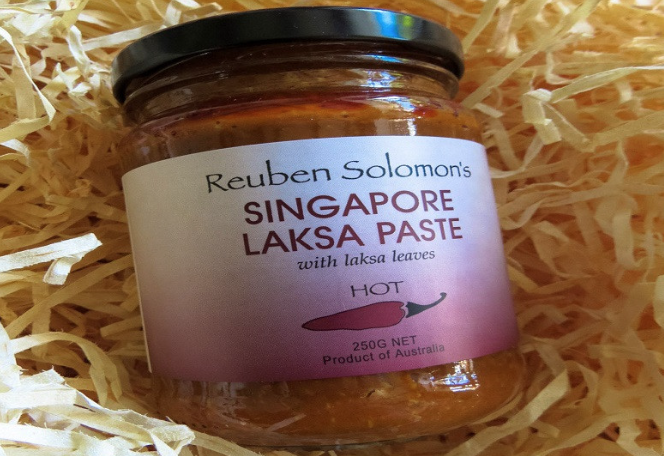 Reuben Solomon's
SINGAPORE
LAKSA PASTE
with laksa leaves
HOT
250G NET
Product of Australia